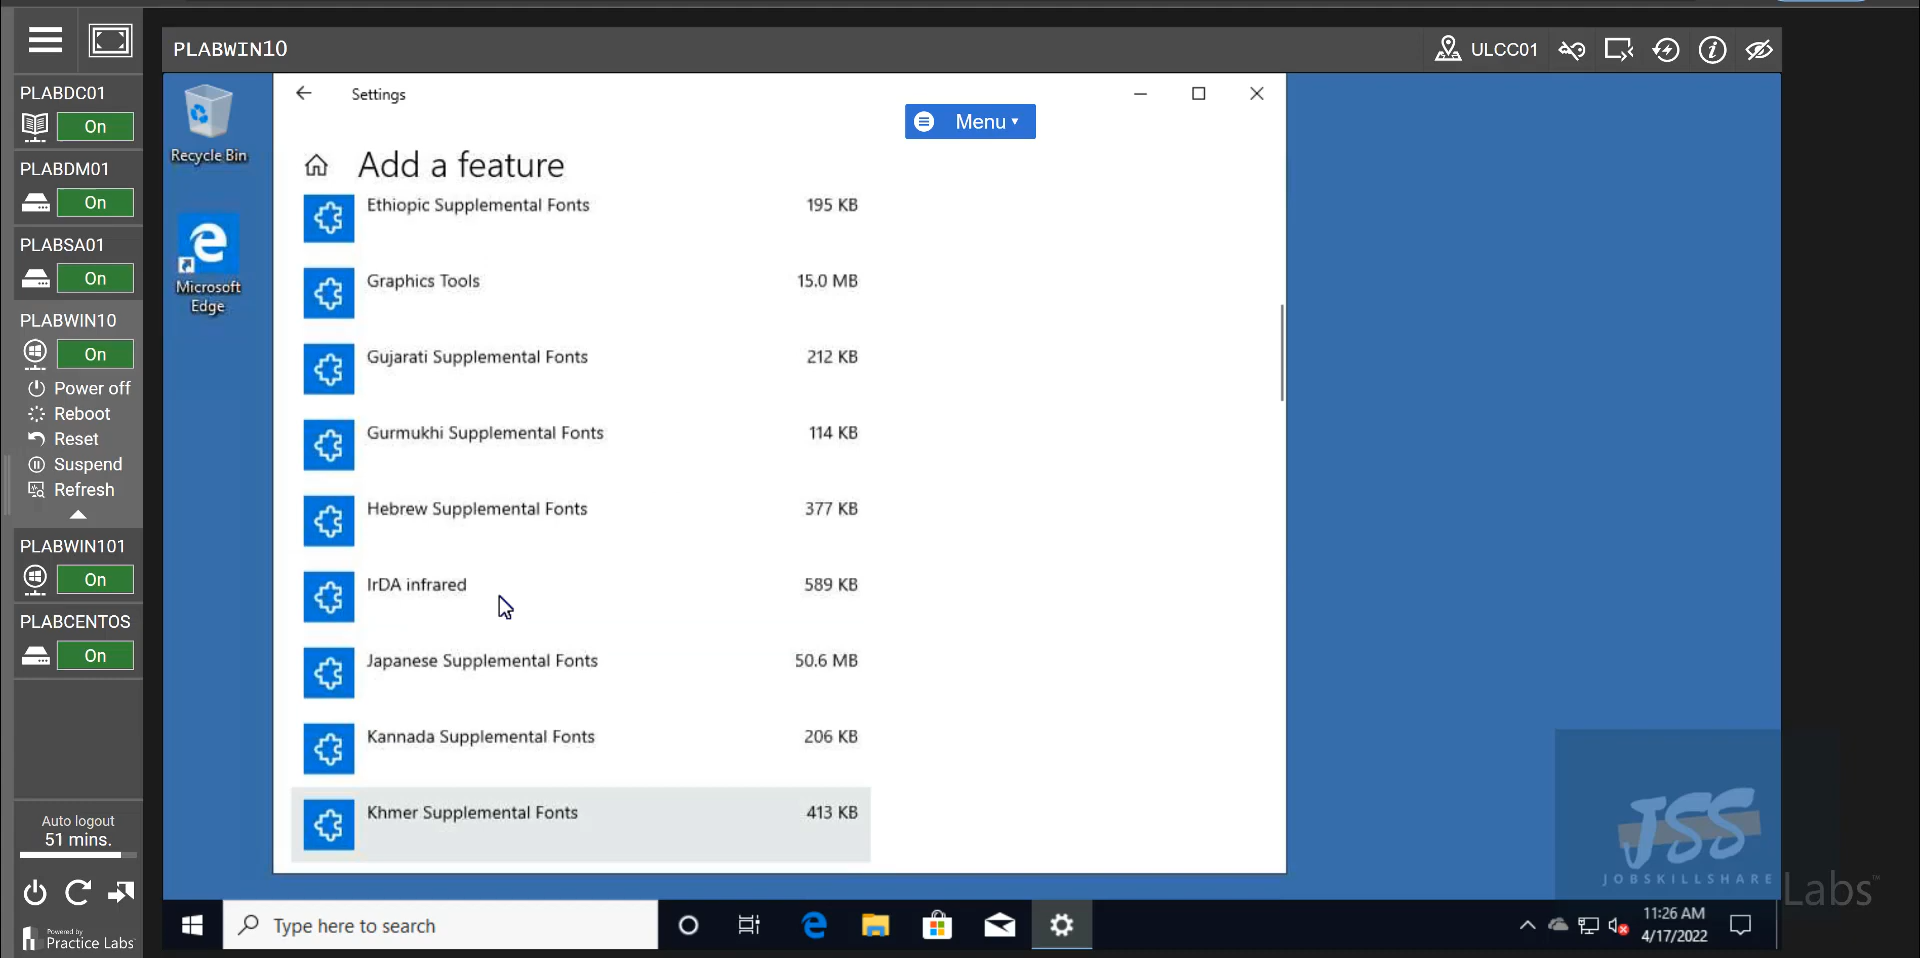 PLABWIN10
ULCC01
PLABDC01
On
PLABDM01
On
PLABSA01
On
PLABWIN10
On
Power off
Reboot
Reset
Suspend
Refresh
PLABWIN101
On
PLABCENTOS
On
Auto logout
51 mins.
Powered by
Practice Labs
Recycle Bin
Microsoft
Edge
Settings
Menu
Add a feature
Ethiopic Supplemental Fonts 195 KB
Graphics Tools 15.0 MB
Gujarati Supplemental Fonts 212 KB
Gurmukhi Supplemental Fonts 114 KB
Hebrew Supplemental Fonts 377 KB
IrDA infrared 589 KB
Japanese Supplemental Fonts 50.6 MB
Kannada Supplemental Fonts 206 KB
Khmer Supplemental Fonts 413 KB
JSS
JOBSKILLSHARE
Labs™
Type here to search
11:26 AM
4/17/2022